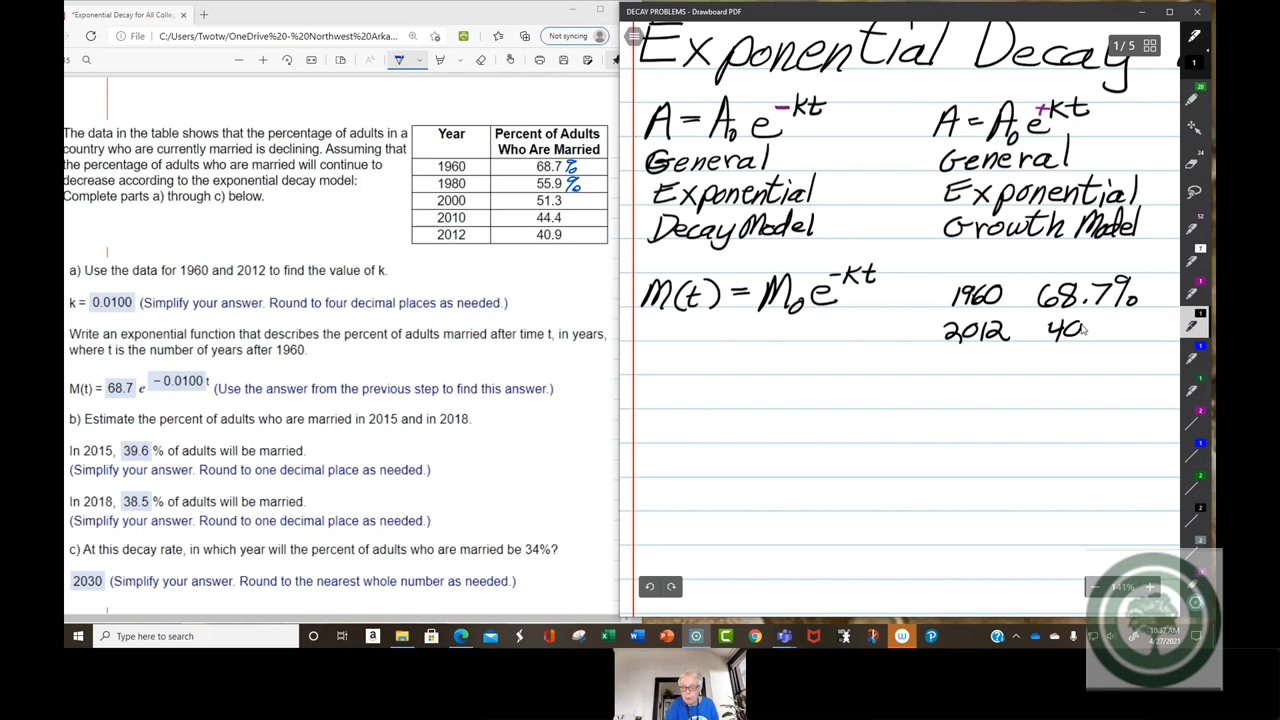 *Exponential Decay for All Colleg
DECAY PROBLEMS - Drawboard PDF
File
C:/Users/Twotw/OneDrive%20-%20Northwest%20Arka...
Not syncing
The data in the table shows that the percentage of adults in a
country who are currently married is declining. Assuming that
the percentage of adults who are married will continue to
decrease according to the exponential decay model:
Complete parts a) through c) below.
Year Percent of Adults
Who Are Married
1960 68.7%
1980 55.9%
2000 51.3
2010 44.4
2012 40.9
a) Use the data for 1960 and 2012 to find the value of k.
k = 0.0100 (Simplify your answer. Round to four decimal places as needed.)
Write an exponential function that describes the percent of adults married after time t, in years,
where t is the number of years after 1960.
M(t) = 68.7 e − 0.0100 t (Use the answer from the previous step to find this answer.)
b) Estimate the percent of adults who are married in 2015 and in 2018.
In 2015, 39.6 % of adults will be married.
(Simplify your answer. Round to one decimal place as needed.)
In 2018, 38.5 % of adults will be married.
(Simplify your answer. Round to one decimal place as needed.)
c) At this decay rate, in which year will the percent of adults who are married be 34%?
2030 (Simplify your answer. Round to the nearest whole number as needed.)
Exponential Decay
1/5
A = A₀ e^-kt
General
Exponential
Decay Model
A = A₀ e^+kt
General
Exponential
Growth Model
M(t) = M₀ e^-kt
1960 68.7%
2012 40
141%
Type here to search
10:37 AM
4/27/2021